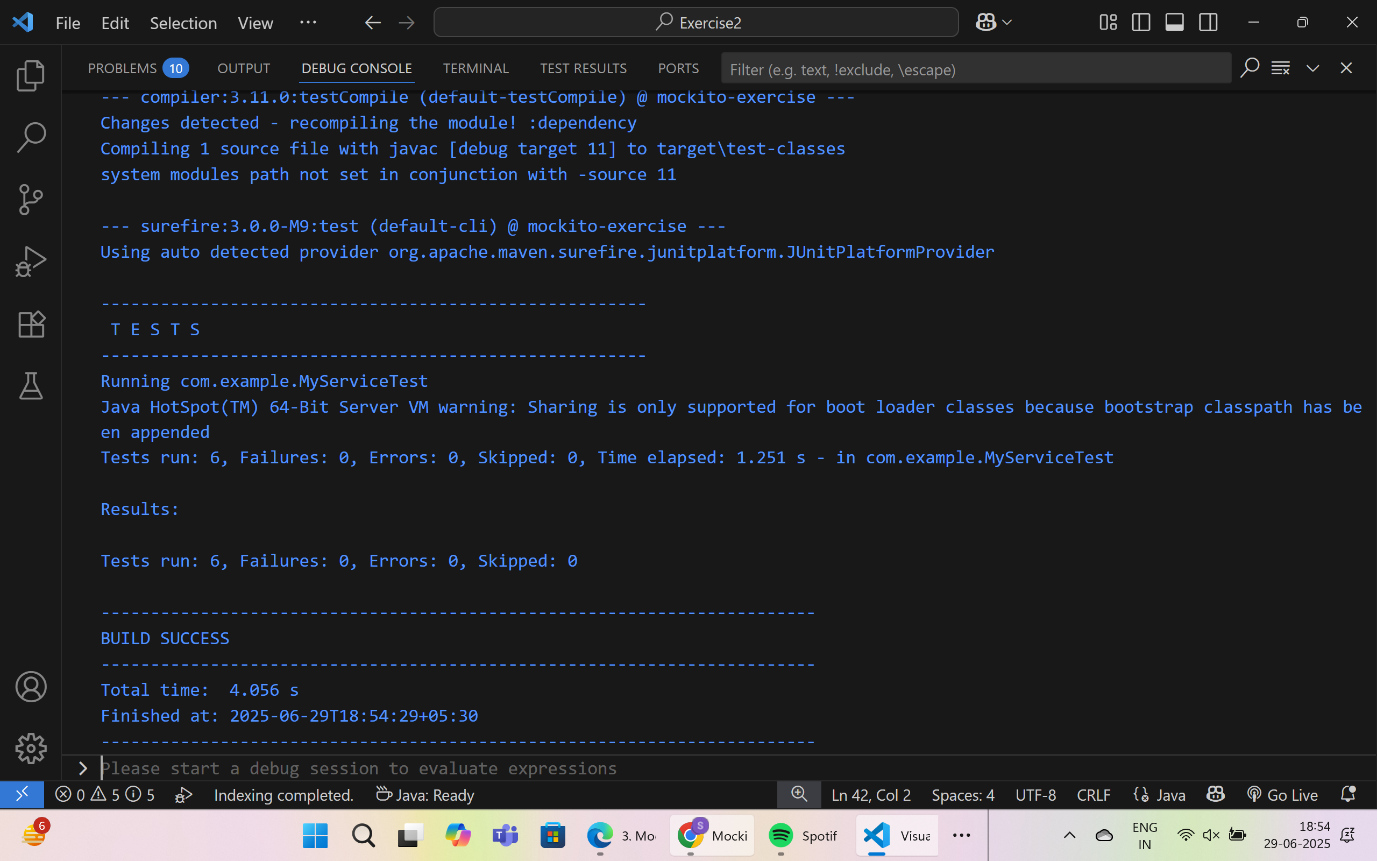 File Edit Selection View ··· Exercise2
PROBLEMS 10 OUTPUT DEBUG CONSOLE TERMINAL TEST RESULTS PORTS Filter (e.g. text, !exclude, \escape)
--- compiler:3.11.0:testCompile (default-testCompile) @ mockito-exercise ---
Changes detected - recompiling the module! :dependency
Compiling 1 source file with javac [debug target 11] to target\test-classes
system modules path not set in conjunction with -source 11
--- surefire:3.0.0-M9:test (default-cli) @ mockito-exercise ---
Using auto detected provider org.apache.maven.surefire.junitplatform.JUnitPlatformProvider
-------------------------------------------------------
T E S T S
-------------------------------------------------------
Running com.example.MyServiceTest
Java HotSpot(TM) 64-Bit Server VM warning: Sharing is only supported for boot loader classes because bootstrap classpath has be
en appended
Tests run: 6, Failures: 0, Errors: 0, Skipped: 0, Time elapsed: 1.251 s - in com.example.MyServiceTest
Results:
Tests run: 6, Failures: 0, Errors: 0, Skipped: 0
------------------------------------------------------------------------
BUILD SUCCESS
------------------------------------------------------------------------
Total time:  4.056 s
Finished at: 2025-06-29T18:54:29+05:30
------------------------------------------------------------------------
Please start a debug session to evaluate expressions
0 5 5 Indexing completed. Java: Ready Ln 42, Col 2 Spaces: 4 UTF-8 CRLF Java Go Live
6 3. Mo S Mocki Spotif Visua ENG 18:54
IN 29-06-2025